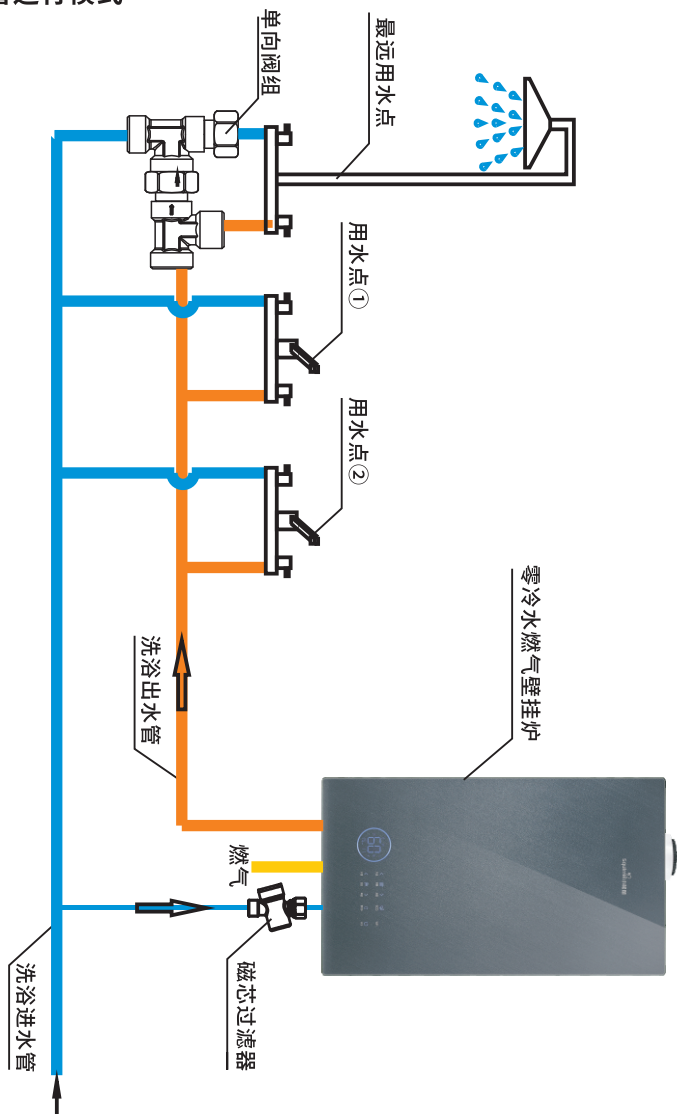 单向阀组
最远用水点
用水点①
用水点②
零冷水燃气壁挂炉
洗浴出水管
燃气
磁芯过滤器
洗浴进水管
60